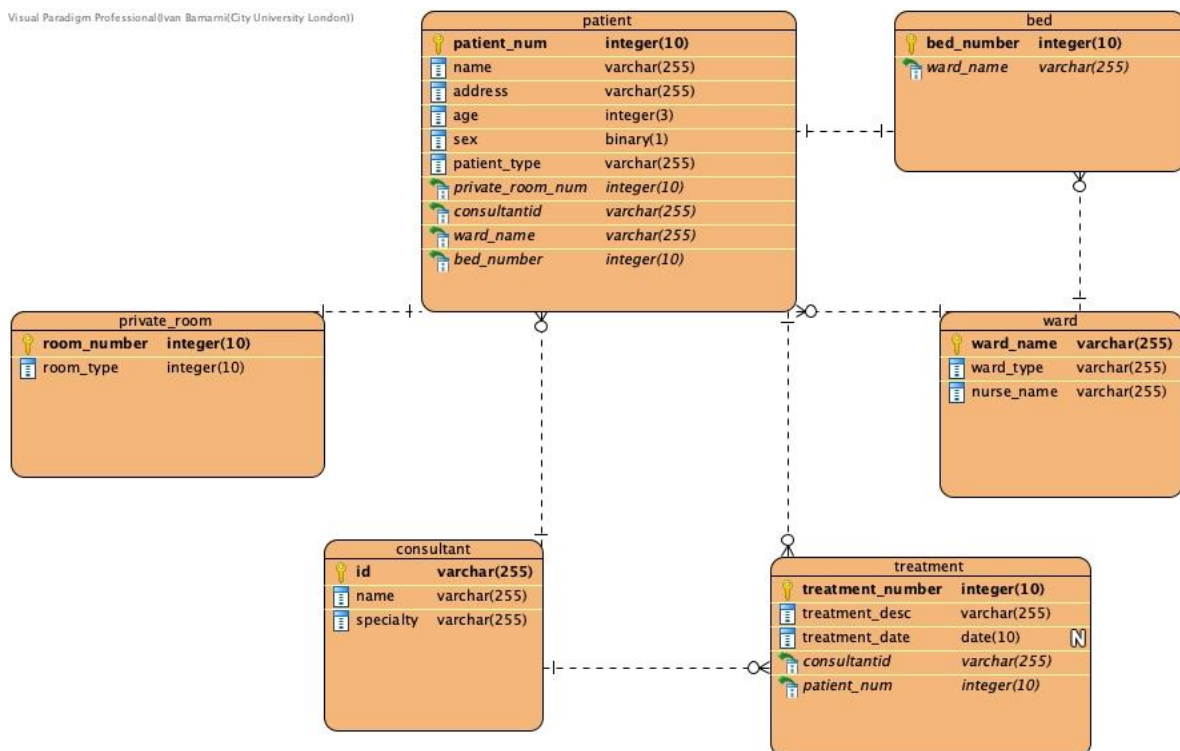 Visual Paradigm Professional(Ivan Bamarni(City University London))
patient
patient_num integer(10)
name varchar(255)
address varchar(255)
age integer(3)
sex binary(1)
patient_type varchar(255)
private_room_num integer(10)
consultantid varchar(255)
ward_name varchar(255)
bed_number integer(10)
bed
bed_number integer(10)
ward_name varchar(255)
private_room
room_number integer(10)
room_type integer(10)
ward
ward_name varchar(255)
ward_type varchar(255)
nurse_name varchar(255)
consultant
id varchar(255)
name varchar(255)
specialty varchar(255)
treatment
treatment_number integer(10)
treatment_desc varchar(255)
treatment_date date(10) N
consultantid varchar(255)
patient_num integer(10)